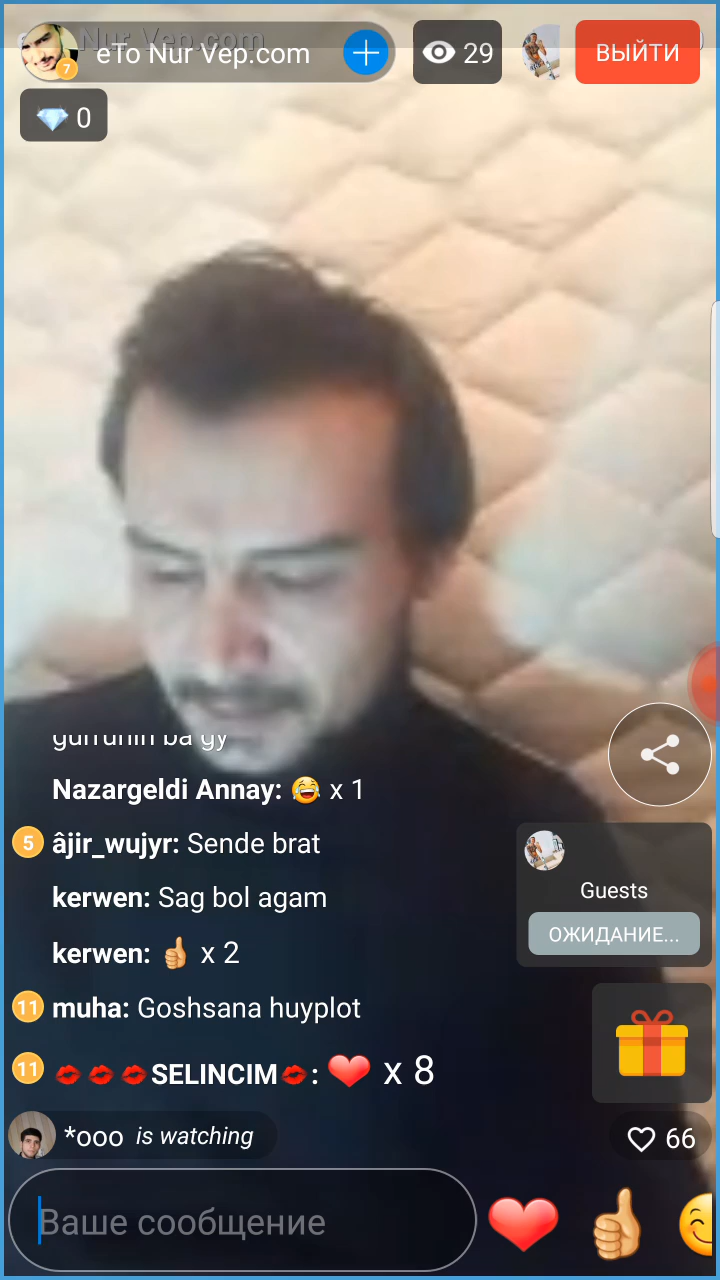 eTo Nur Vep.com
29
ВЫЙТИ
7
0
Nazargeldi Annay: 😂 x 1
5 âjir_wujyr: Sende brat
kerwen: Sag bol agam
kerwen: 👍 x 2
Guests
ОЖИДАНИЕ...
11 muha: Goshsana huyplot
11 💋💋💋SELINCIM💋: ❤️ x 8
*ooo is watching
66
Ваше сообщение